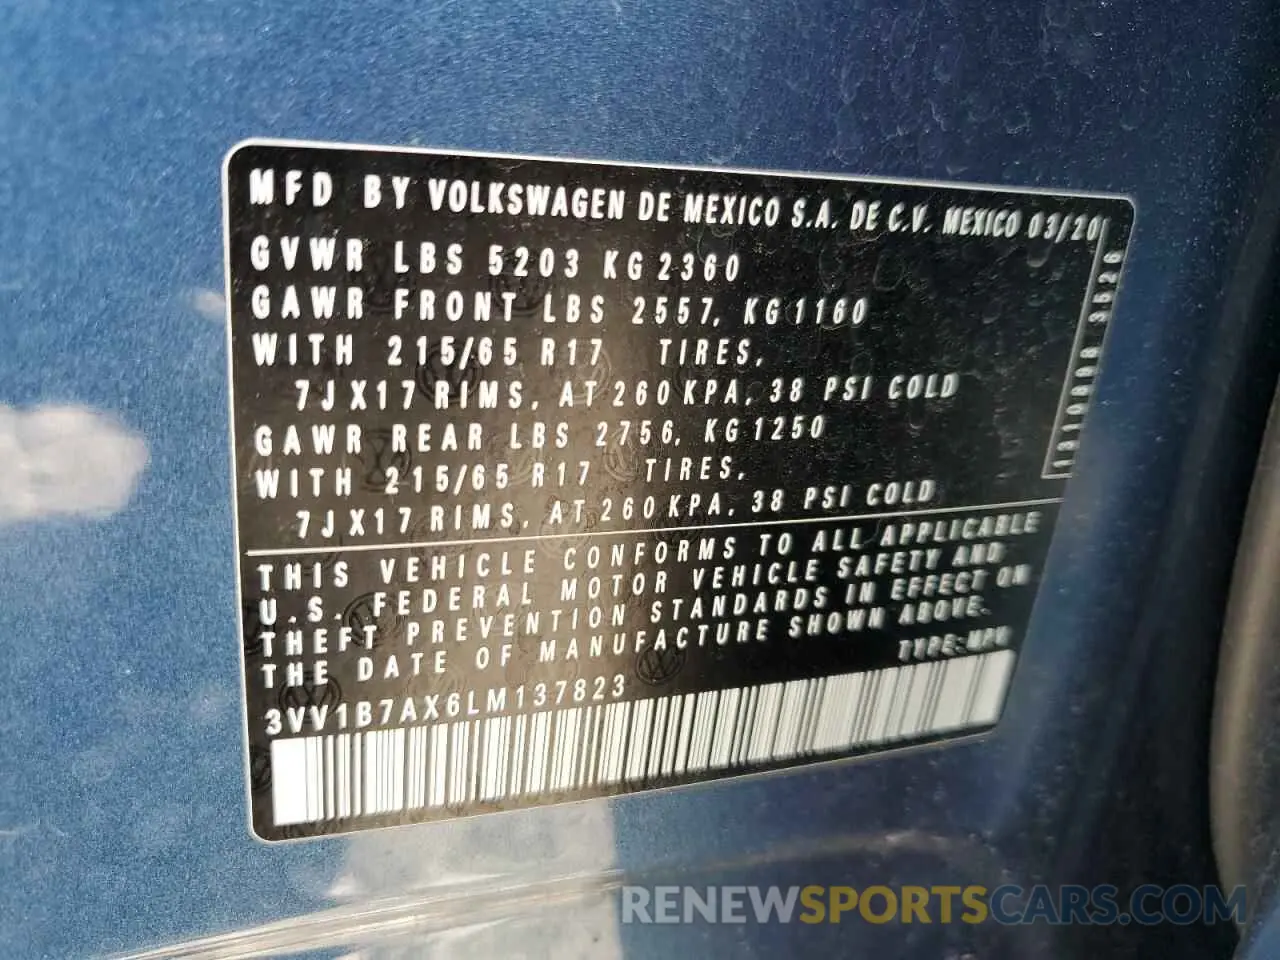 MFD BY VOLKSWAGEN DE MEXICO S.A. DE C.V. MEXICO 03/20
GVWR LBS 5203 KG 2360
GAWR FRONT LBS 2557, KG 1160
WITH 215/65 R17 TIRES,
7JX17 RIMS, AT 260 KPA, 38 PSI COLD
GAWR REAR LBS 2756, KG 1250
WITH 215/65 R17 TIRES,
7JX17 RIMS, AT 260 KPA, 38 PSI COLD
THIS VEHICLE CONFORMS TO ALL APPLICABLE
U.S. FEDERAL MOTOR VEHICLE SAFETY AND
THEFT PREVENTION STANDARDS IN EFFECT ON
THE DATE OF MANUFACTURE SHOWN ABOVE.
TYPE:MPV
3VV1B7AX6LM137823
RENEWSPORTSCARS.COM